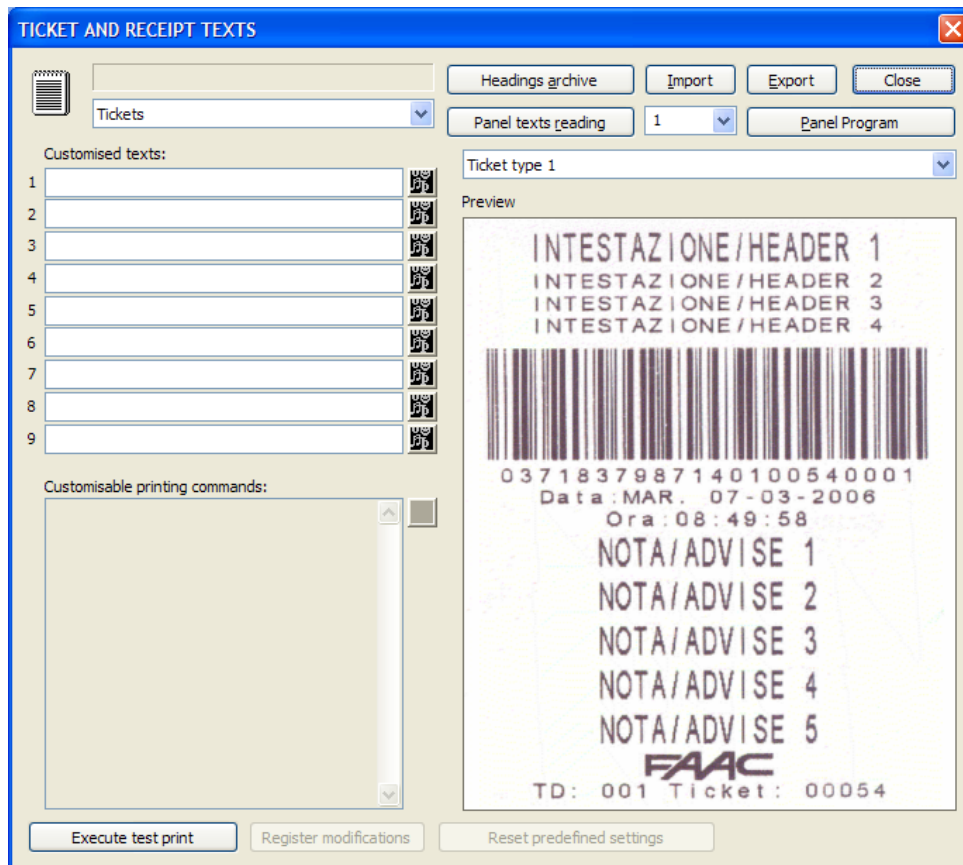 TICKET AND RECEIPT TEXTS
Headings archive
Import
Export
Close
Tickets
Panel texts reading
1
Panel Program
Customised texts:
Ticket type 1
1
2
3
4
5
6
7
8
9
Customisable printing commands:
Preview
INTESTAZIONE/HEADER 1
INTESTAZIONE/HEADER 2
INTESTAZIONE/HEADER 3
INTESTAZIONE/HEADER 4
037183798714010054​0001
Data:MAR. 07-03-2006
Ora:08:49:58
NOTA/ADVISE 1
NOTA/ADVISE 2
NOTA/ADVISE 3
NOTA/ADVISE 4
NOTA/ADVISE 5
FAAC
TD: 001 Ticket: 00054
Execute test print
Register modifications
Reset predefined settings